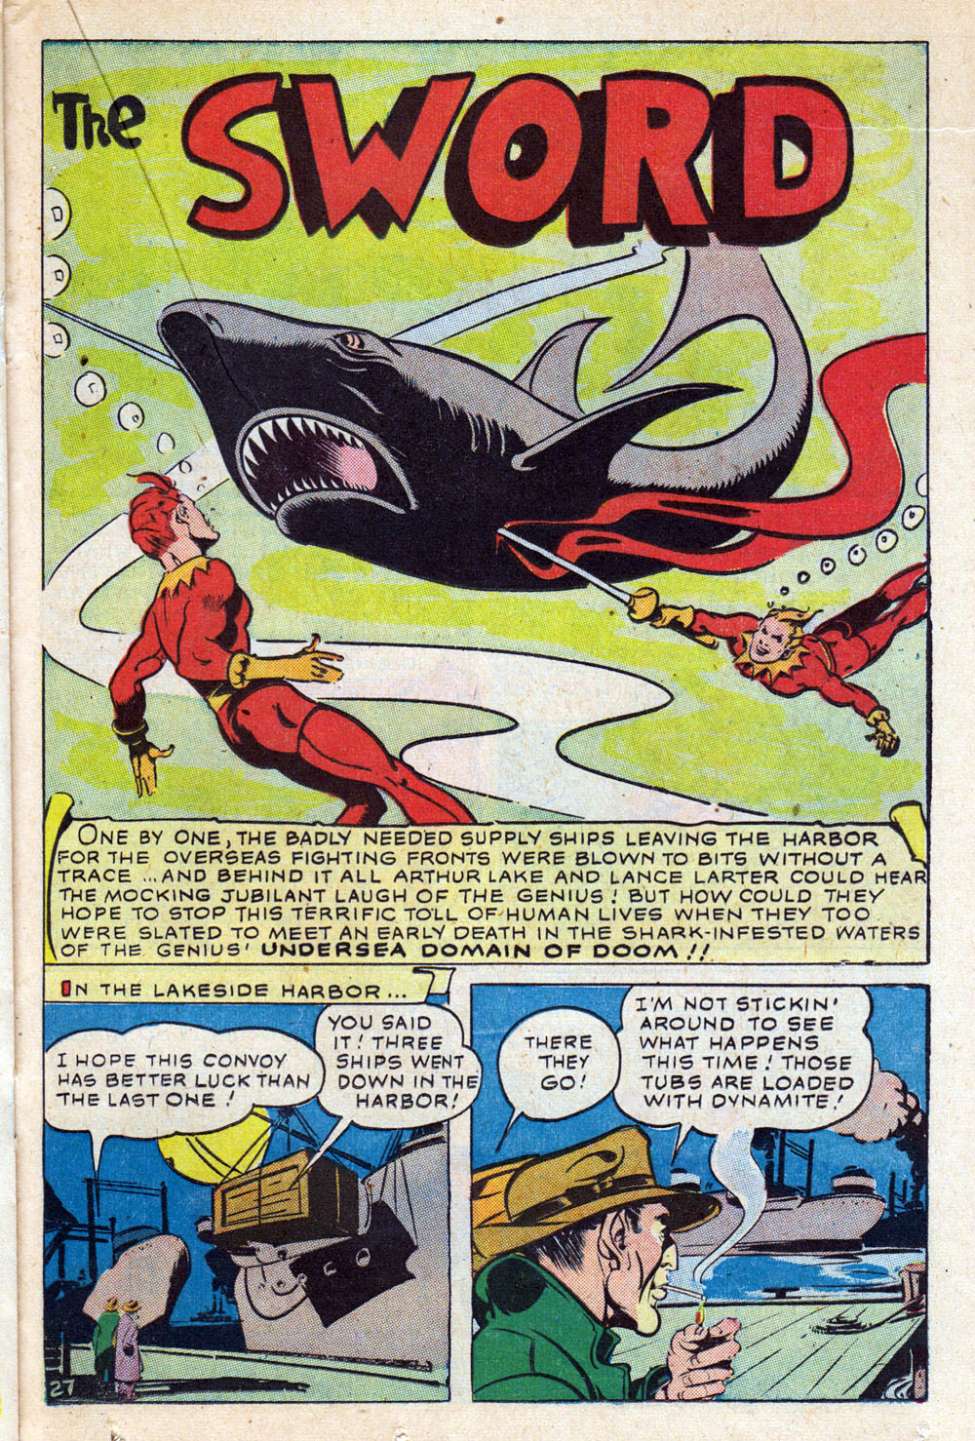 The
SWORD
ONE BY ONE, THE BADLY NEEDED SUPPLY SHIPS LEAVING THE HARBOR
FOR THE OVERSEAS FIGHTING FRONTS WERE BLOWN TO BITS WITHOUT A
TRACE ... AND BEHIND IT ALL ARTHUR LAKE AND LANCE LARTER COULD HEAR
THE MOCKING JUBILANT LAUGH OF THE GENIUS! BUT HOW COULD THEY
HOPE TO STOP THIS TERRIFIC TOLL OF HUMAN LIVES WHEN THEY TOO
WERE SLATED TO MEET AN EARLY DEATH IN THE SHARK-INFESTED WATERS
OF THE GENIUS' UNDERSEA DOMAIN OF DOOM!!
IN THE LAKESIDE HARBOR...
I HOPE THIS CONVOY
HAS BETTER LUCK THAN
THE LAST ONE!
YOU SAID
IT! THREE
SHIPS WENT
DOWN IN THE
HARBOR!
THERE
THEY
GO!
I'M NOT STICKIN'
AROUND TO SEE
WHAT HAPPENS
THIS TIME! THOSE
TUBS ARE LOADED
WITH DYNAMITE!
27